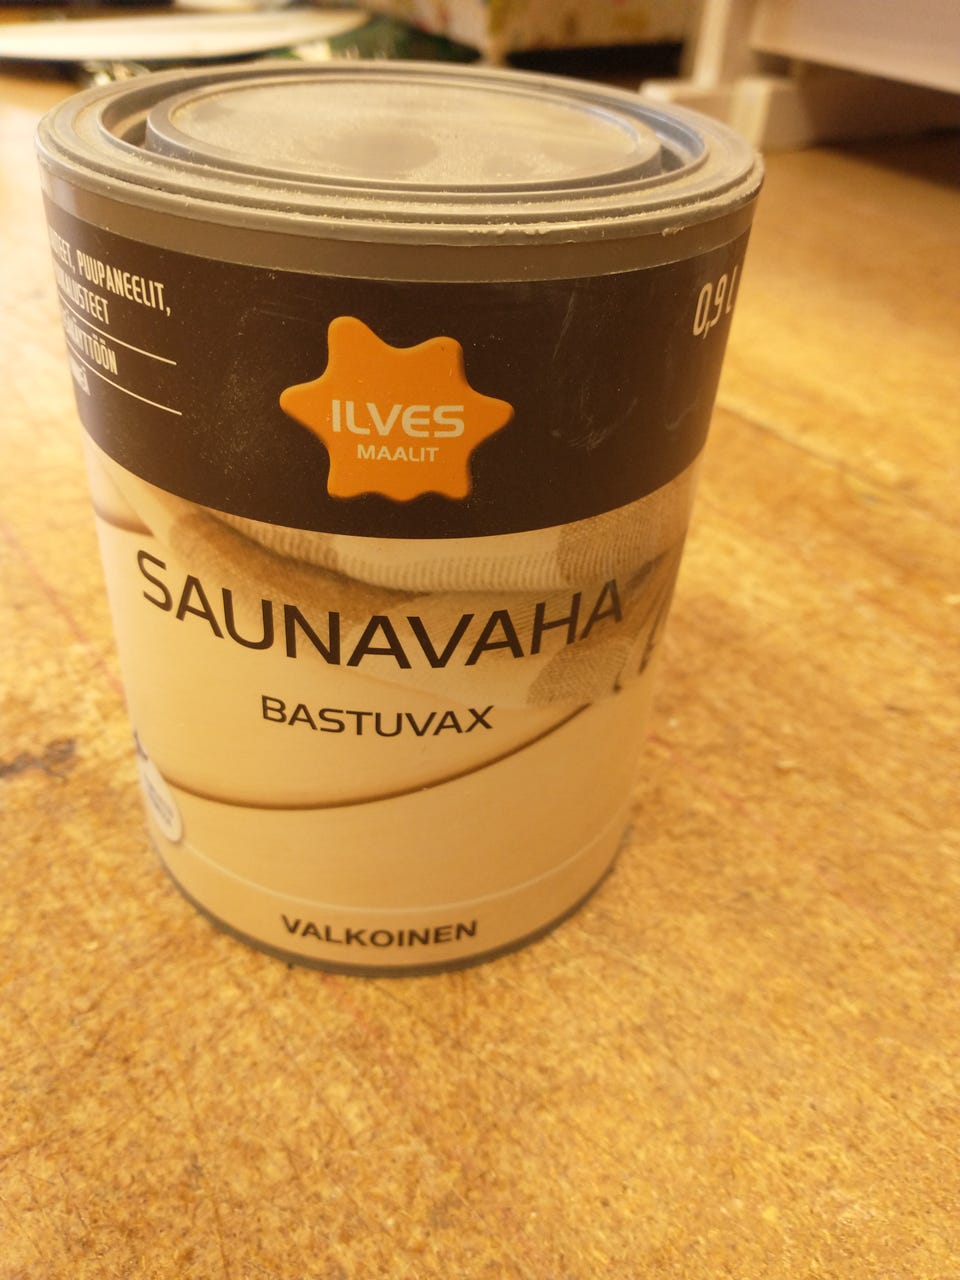 PUUPANEELIT,
0,9 L
ILVES
MAALIT
SAUNAVAHA
BASTUVAX
VALKOINEN